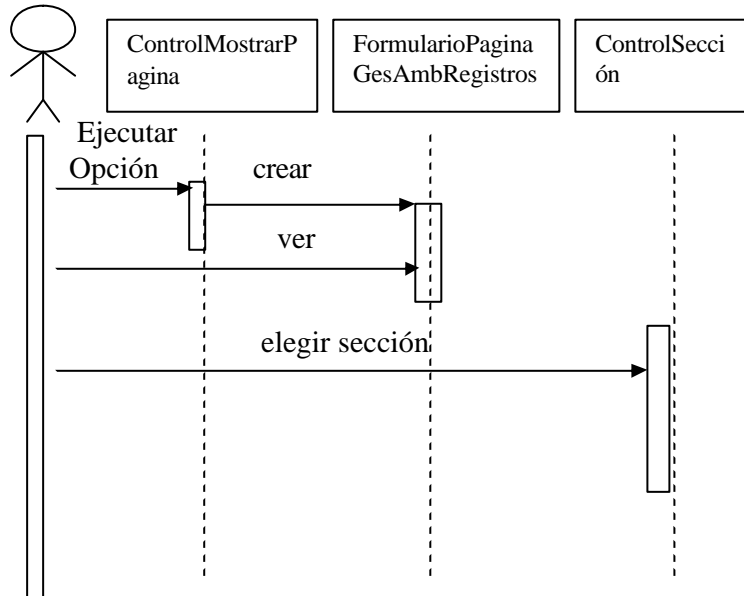 ControlMostrarP
agina
FormularioPagina
GesAmbRegistros
ControlSecci
ón
Ejecutar
Opción
crear
ver
elegir sección